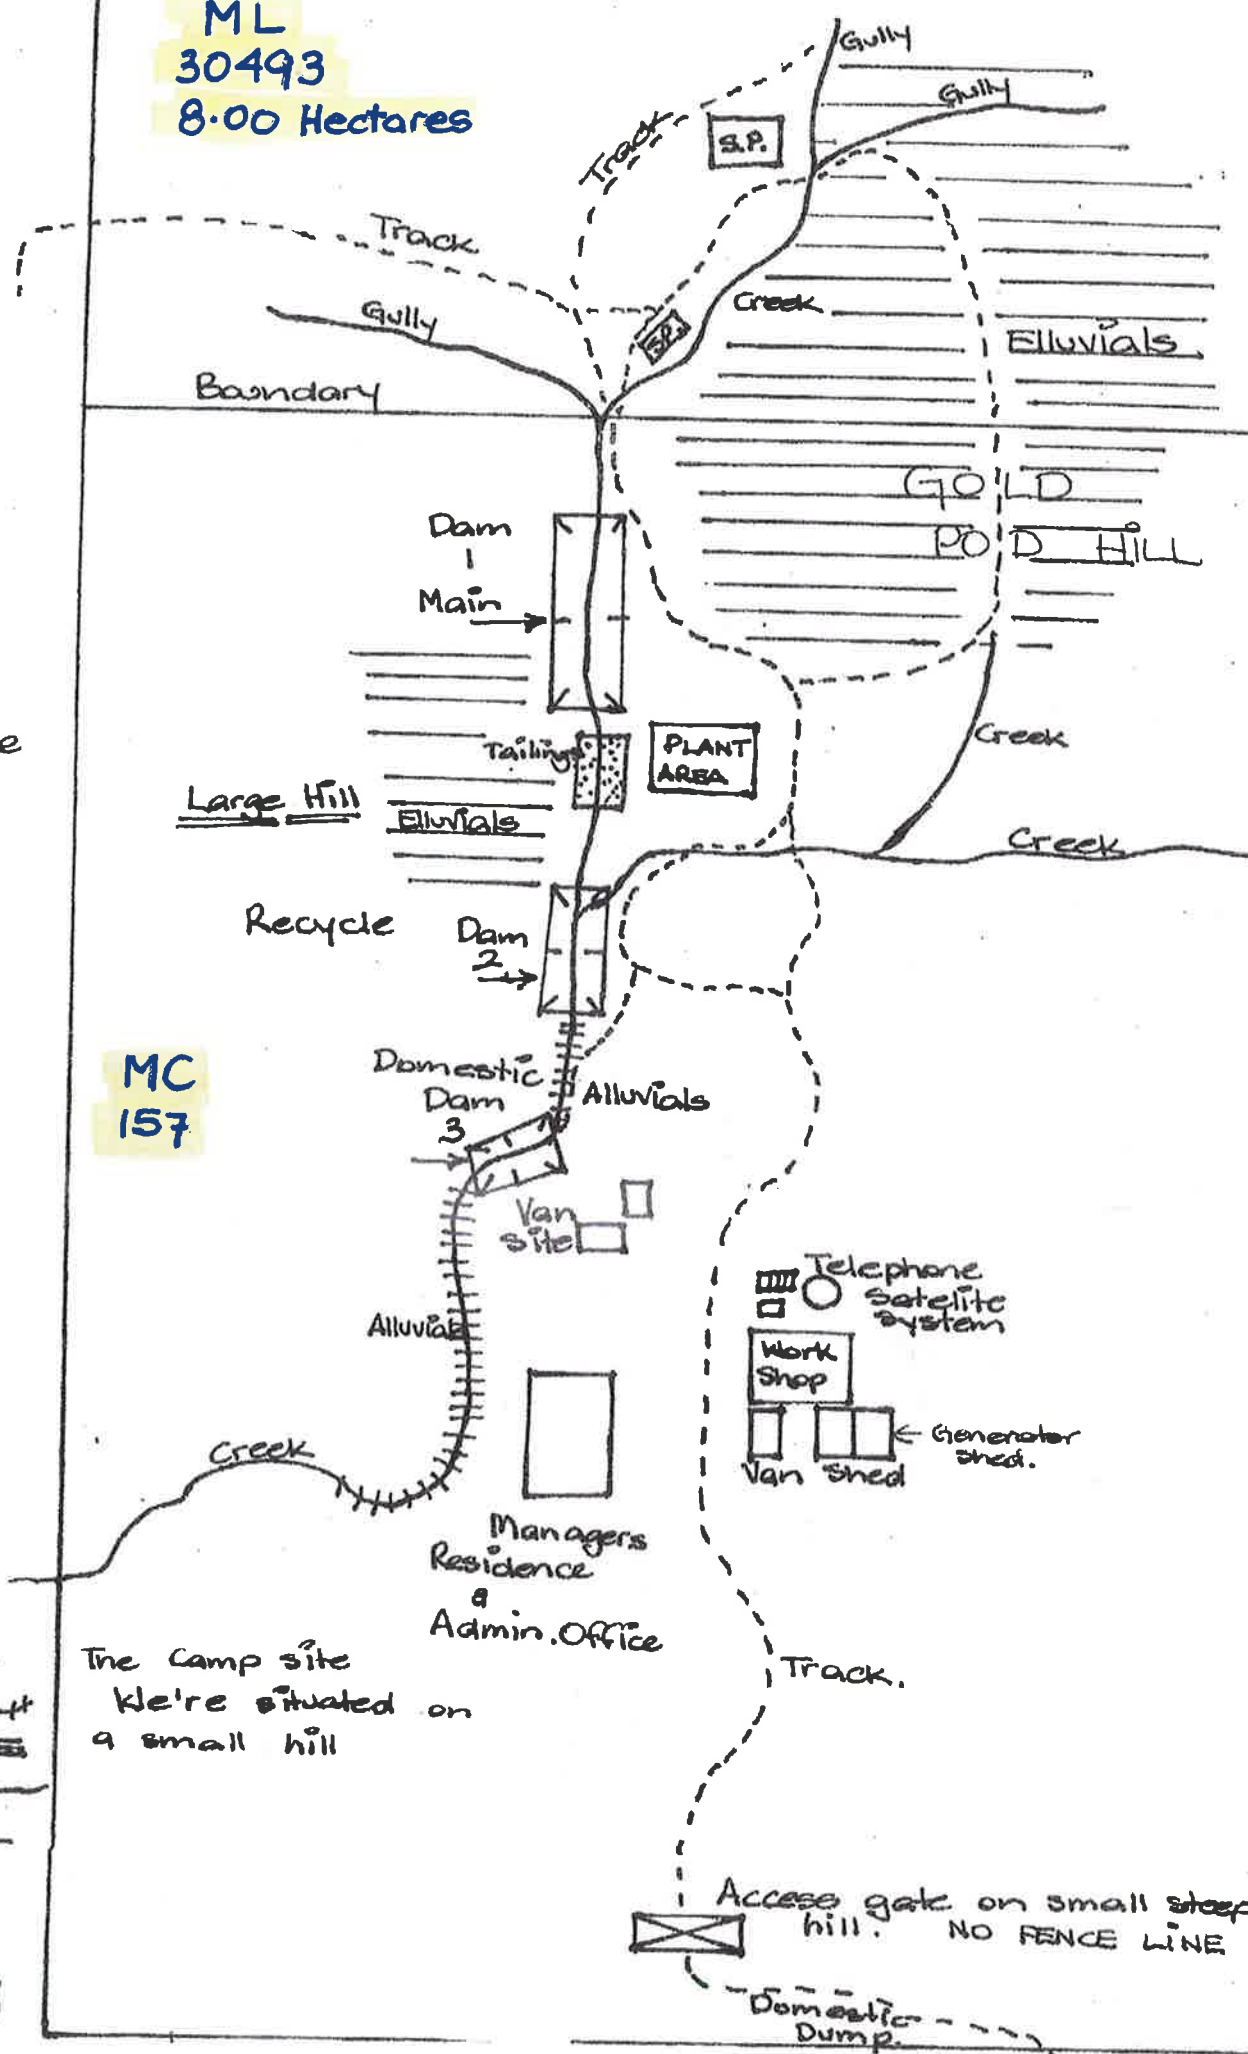 ML
30493
8.00 Hectares
Gully
Gully
Track
S.P.
Track
Gully
Creek
S.P.
Elluvials
Boundary
GOLD
POD HILL
Dam
1
Main
Tailings
PLANT
AREA
Creek
Large Hill
Elluvials
Creek
Recycle
Dam
2
MC
157
Domestic
Dam
3
Alluvials
Van
Site
Telephone
Satelite
System
Work
Shop
Alluvials
Generator
Shed.
Van Shed
Creek
Managers
Residence
&
Admin. Office
The Camp site
We're situated on
a small hill
Track.
Access gate on small steep
hill. NO FENCE LINE
Domestic
Dump.